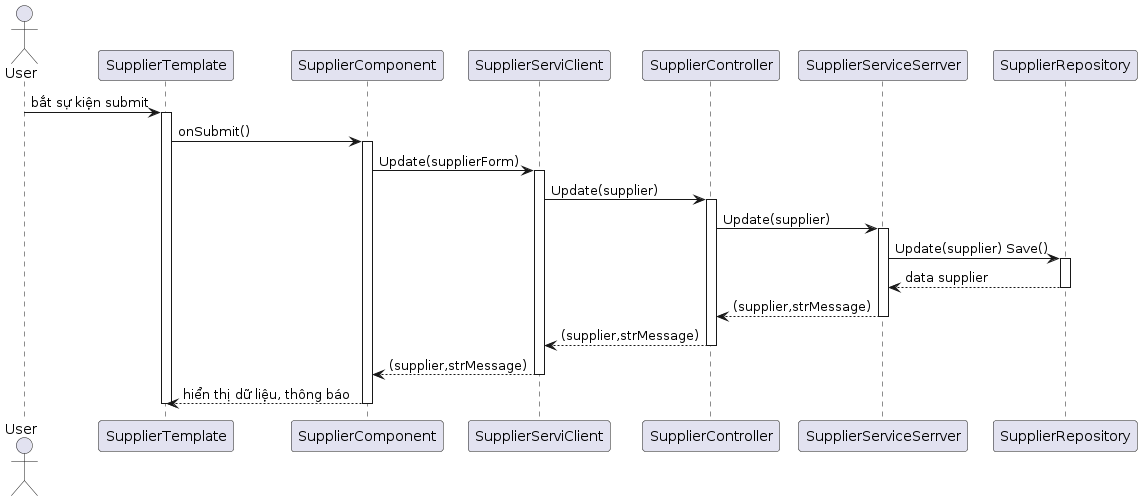 User
SupplierTemplate
SupplierComponent
SupplierServiClient
SupplierController
SupplierServiceSerrver
SupplierRepository
bắt sự kiện submit
onSubmit()
Update(supplierForm)
Update(supplier)
Update(supplier)
Update(supplier) Save()
data supplier
(supplier,strMessage)
(supplier,strMessage)
(supplier,strMessage)
hiển thị dữ liệu, thông báo
User
SupplierTemplate
SupplierComponent
SupplierServiClient
SupplierController
SupplierServiceSerrver
SupplierRepository